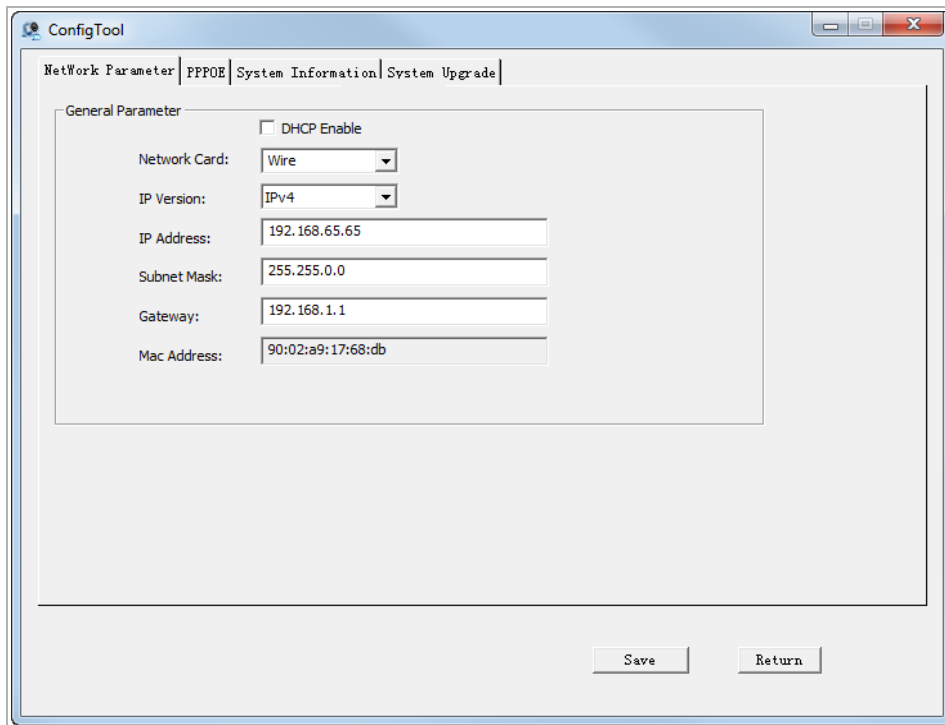 ConfigTool
NetWork Parameter PPPOE System Information System Upgrade
General Parameter
DHCP Enable
Network Card: Wire
IP Version: IPv4
IP Address: 192.168.65.65
Subnet Mask: 255.255.0.0
Gateway: 192.168.1.1
Mac Address: 90:02:a9:17:68:db
Save Return